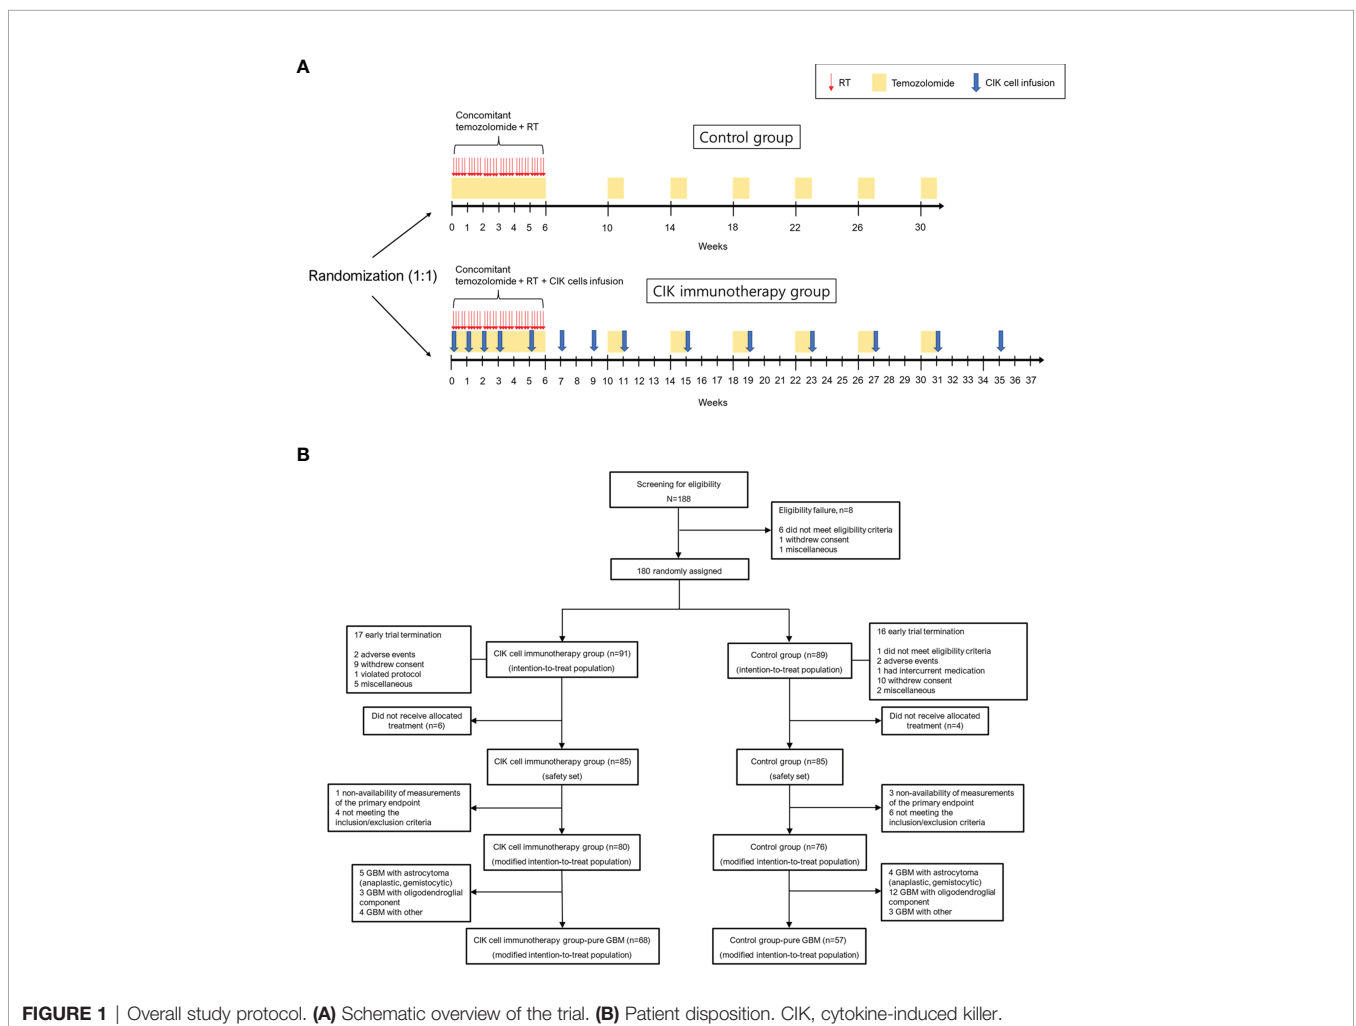 A
RT
Temozolomide
CIK cell infusion
Concomitant
temozolomide + RT
Control group
0 1 2 3 4 5 6 10 14 18 22 26 30
Weeks
Randomization (1:1)
Concomitant
temozolomide + RT + CIK cells infusion
CIK immunotherapy group
0 1 2 3 4 5 6 7 8 9 10 11 12 13 14 15 16 17 18 19 20 21 22 23 24 25 26 27 28 29 30 31 32 33 34 35 36 37
Weeks
B
Screening for eligibility
N=188
Eligibility failure, n=8
6 did not meet eligibility criteria
1 withdrew consent
1 miscellaneous
180 randomly assigned
17 early trial termination
2 adverse events
9 withdrew consent
1 violated protocol
5 miscellaneous
CIK cell immunotherapy group (n=91)
(intention-to-treat population)
Control group (n=89)
(intention-to-treat population)
16 early trial termination
1 did not meet eligibility criteria
2 adverse events
1 had intercurrent medication
10 withdrew consent
2 miscellaneous
Did not receive allocated
treatment (n=6)
Did not receive allocated
treatment (n=4)
CIK cell immunotherapy group (n=85)
(safety set)
Control group (n=85)
(safety set)
1 non-availability of measurements
of the primary endpoint
4 not meeting the
inclusion/exclusion criteria
3 non-availability of measurements
of the primary endpoint
6 not meeting the
inclusion/exclusion criteria
CIK cell immunotherapy group (n=80)
(modified intention-to-treat population)
Control group (n=76)
(modified intention-to-treat population)
5 GBM with astrocytoma
(anaplastic, gemistocytic)
3 GBM with oligodendroglial
component
4 GBM with other
4 GBM with astrocytoma
(anaplastic, gemistocytic)
12 GBM with oligodendroglial
component
3 GBM with other
CIK cell immunotherapy group-pure GBM (n=68)
(modified intention-to-treat population)
Control group-pure GBM (n=57)
(modified intention-to-treat population)
FIGURE 1 | Overall study protocol. (A) Schematic overview of the trial. (B) Patient disposition. CIK, cytokine-induced killer.